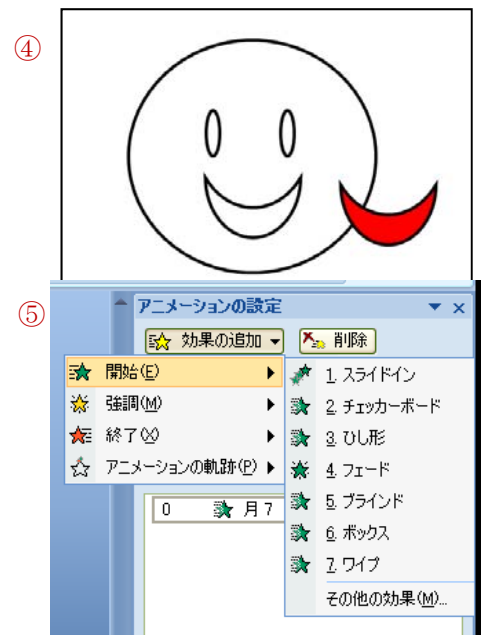 ④
⑤
アニメーションの設定
効果の追加
削除
開始(E)
強調(M)
終了(X)
アニメーションの軌跡(P)
1. スライドイン
2. チェッカーボード
3. ひし形
4. フェード
5. ブラインド
6. ボックス
7. ワイプ
その他の効果(M)...
0 月 7